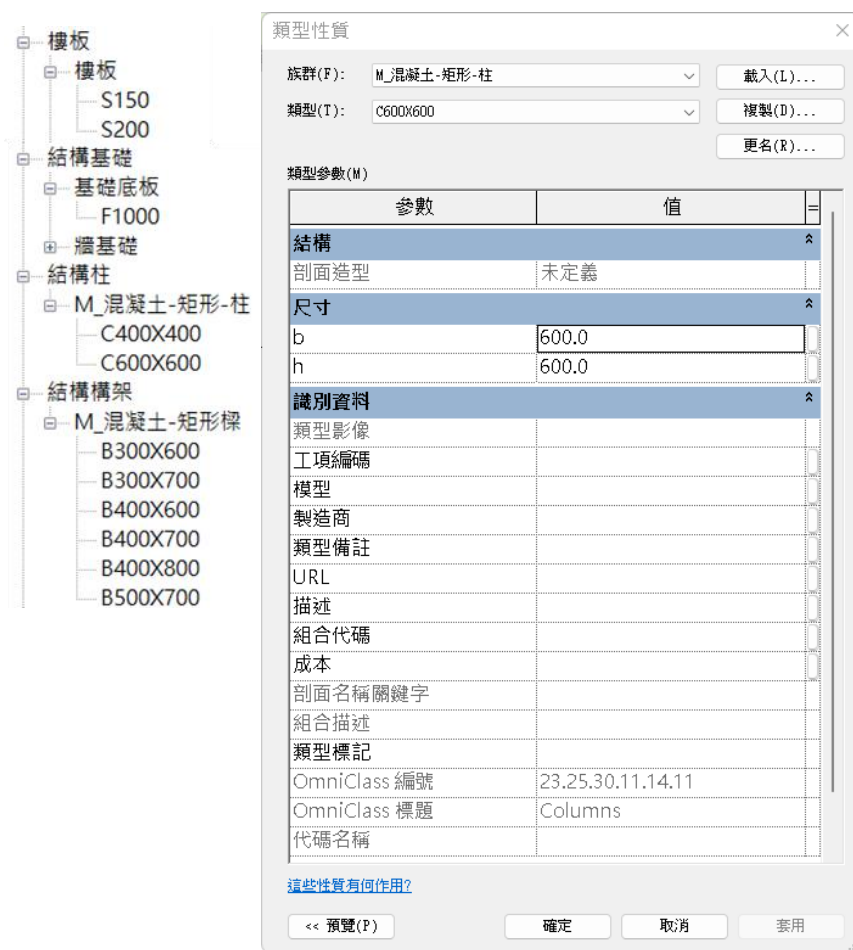 樓板
樓板
S150
S200
結構基礎
基礎底板
F1000
牆基礎
結構柱
M_混凝土-矩形-柱
C400X400
C600X600
結構構架
M_混凝土-矩形樑
B300X600
B300X700
B400X600
B400X700
B400X800
B500X700
類型性質
族群(F): M_混凝土-矩形-柱 載入(L)...
類型(T): C600X600 複製(D)...
更名(R)...
類型參數(M)
參數 值 =
結構
剖面造型 未定義
尺寸
b 600.0
h 600.0
識別資料
類型影像
工項編碼
模型
製造商
類型備註
URL
描述
組合代碼
成本
剖面名稱關鍵字
組合描述
類型標記
OmniClass 編號 23.25.30.11.14.11
OmniClass 標題 Columns
代碼名稱
這些性質有何作用?
<< 預覽(P) 確定 取消 套用